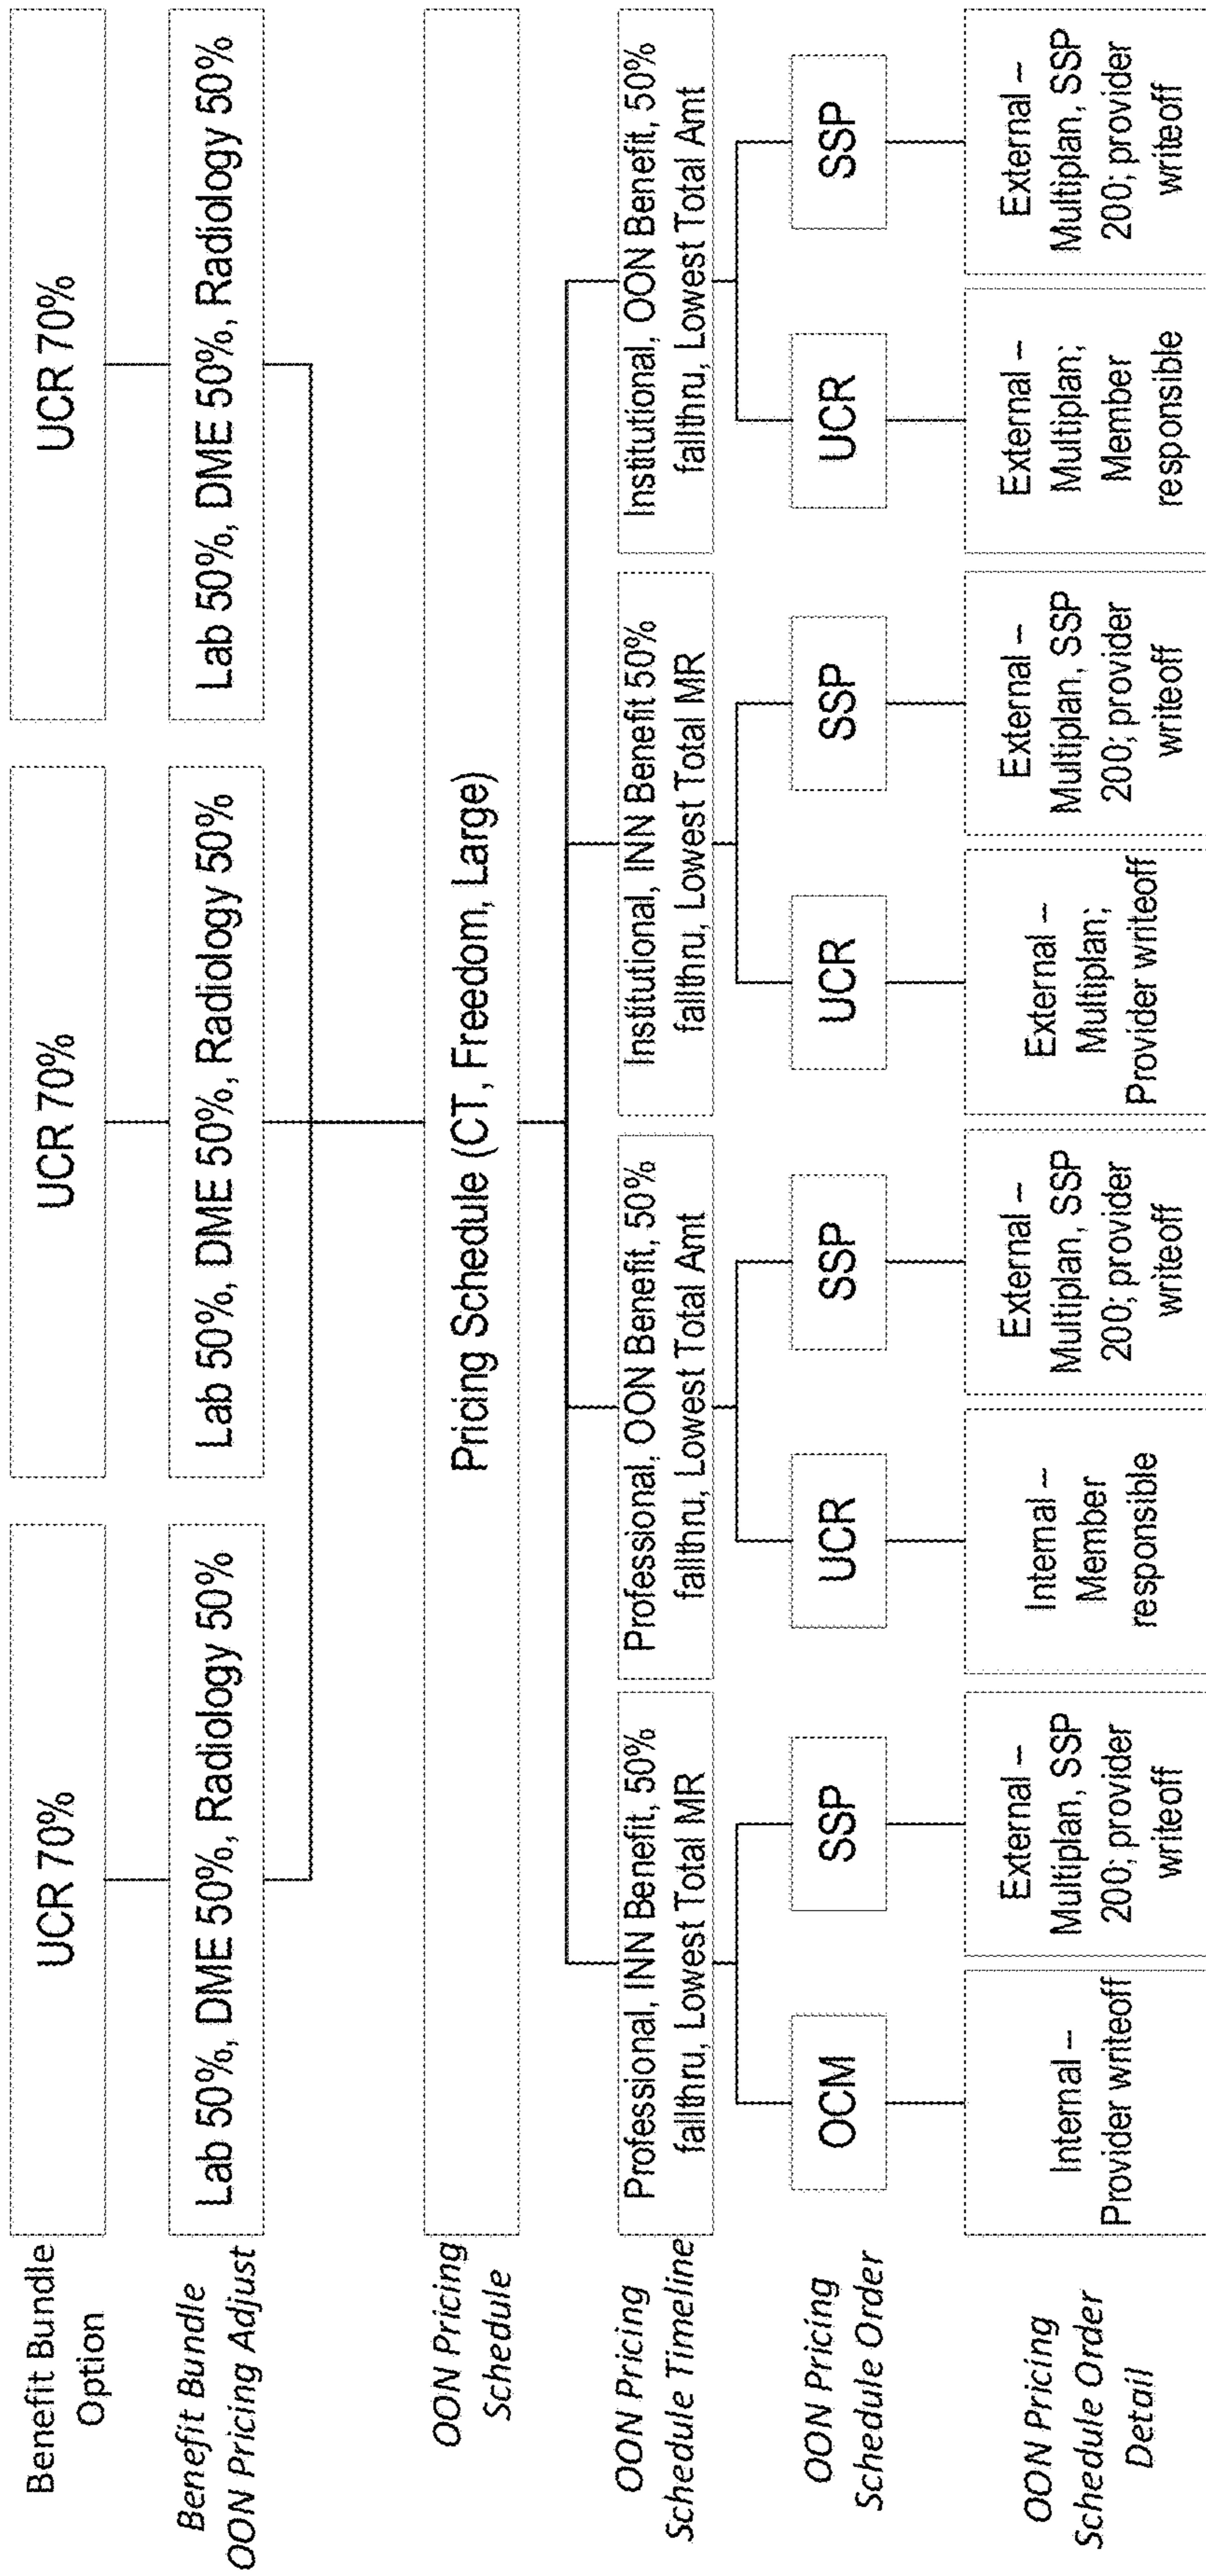 Benefit Bundle
Option
UCR 70%
UCR 70%
UCR 70%
Benefit Bundle
OON Pricing Adjust
Lab 50%, DME 50%, Radiology 50%
Lab 50%, DME 50%, Radiology 50%
Lab 50%, DME 50%, Radiology 50%
OON Pricing
Schedule
Pricing Schedule (CT, Freedom, Large)
OON Pricing
Schedule Timeline
Professional, INN Benefit, 50%
fallthru, Lowest Total MR
Professional, OON Benefit, 50%
fallthru, Lowest Total Amt
Institutional, INN Benefit 50%
fallthru, Lowest Total MR
Institutional, OON Benefit, 50%
fallthru, Lowest Total Amt
OON Pricing
Schedule Order
OCM
SSP
UCR
SSP
UCR
SSP
UCR
SSP
OON Pricing
Schedule Order
Detail
Internal –
Provider writeoff
External –
Multiplan, SSP
200; provider
writeoff
Internal –
Member
responsible
External –
Multiplan, SSP
200; provider
writeoff
External –
Multiplan;
Provider writeoff
External –
Multiplan, SSP
200; provider
writeoff
External –
Multiplan;
Member
responsible
External –
Multiplan, SSP
200; provider
writeoff